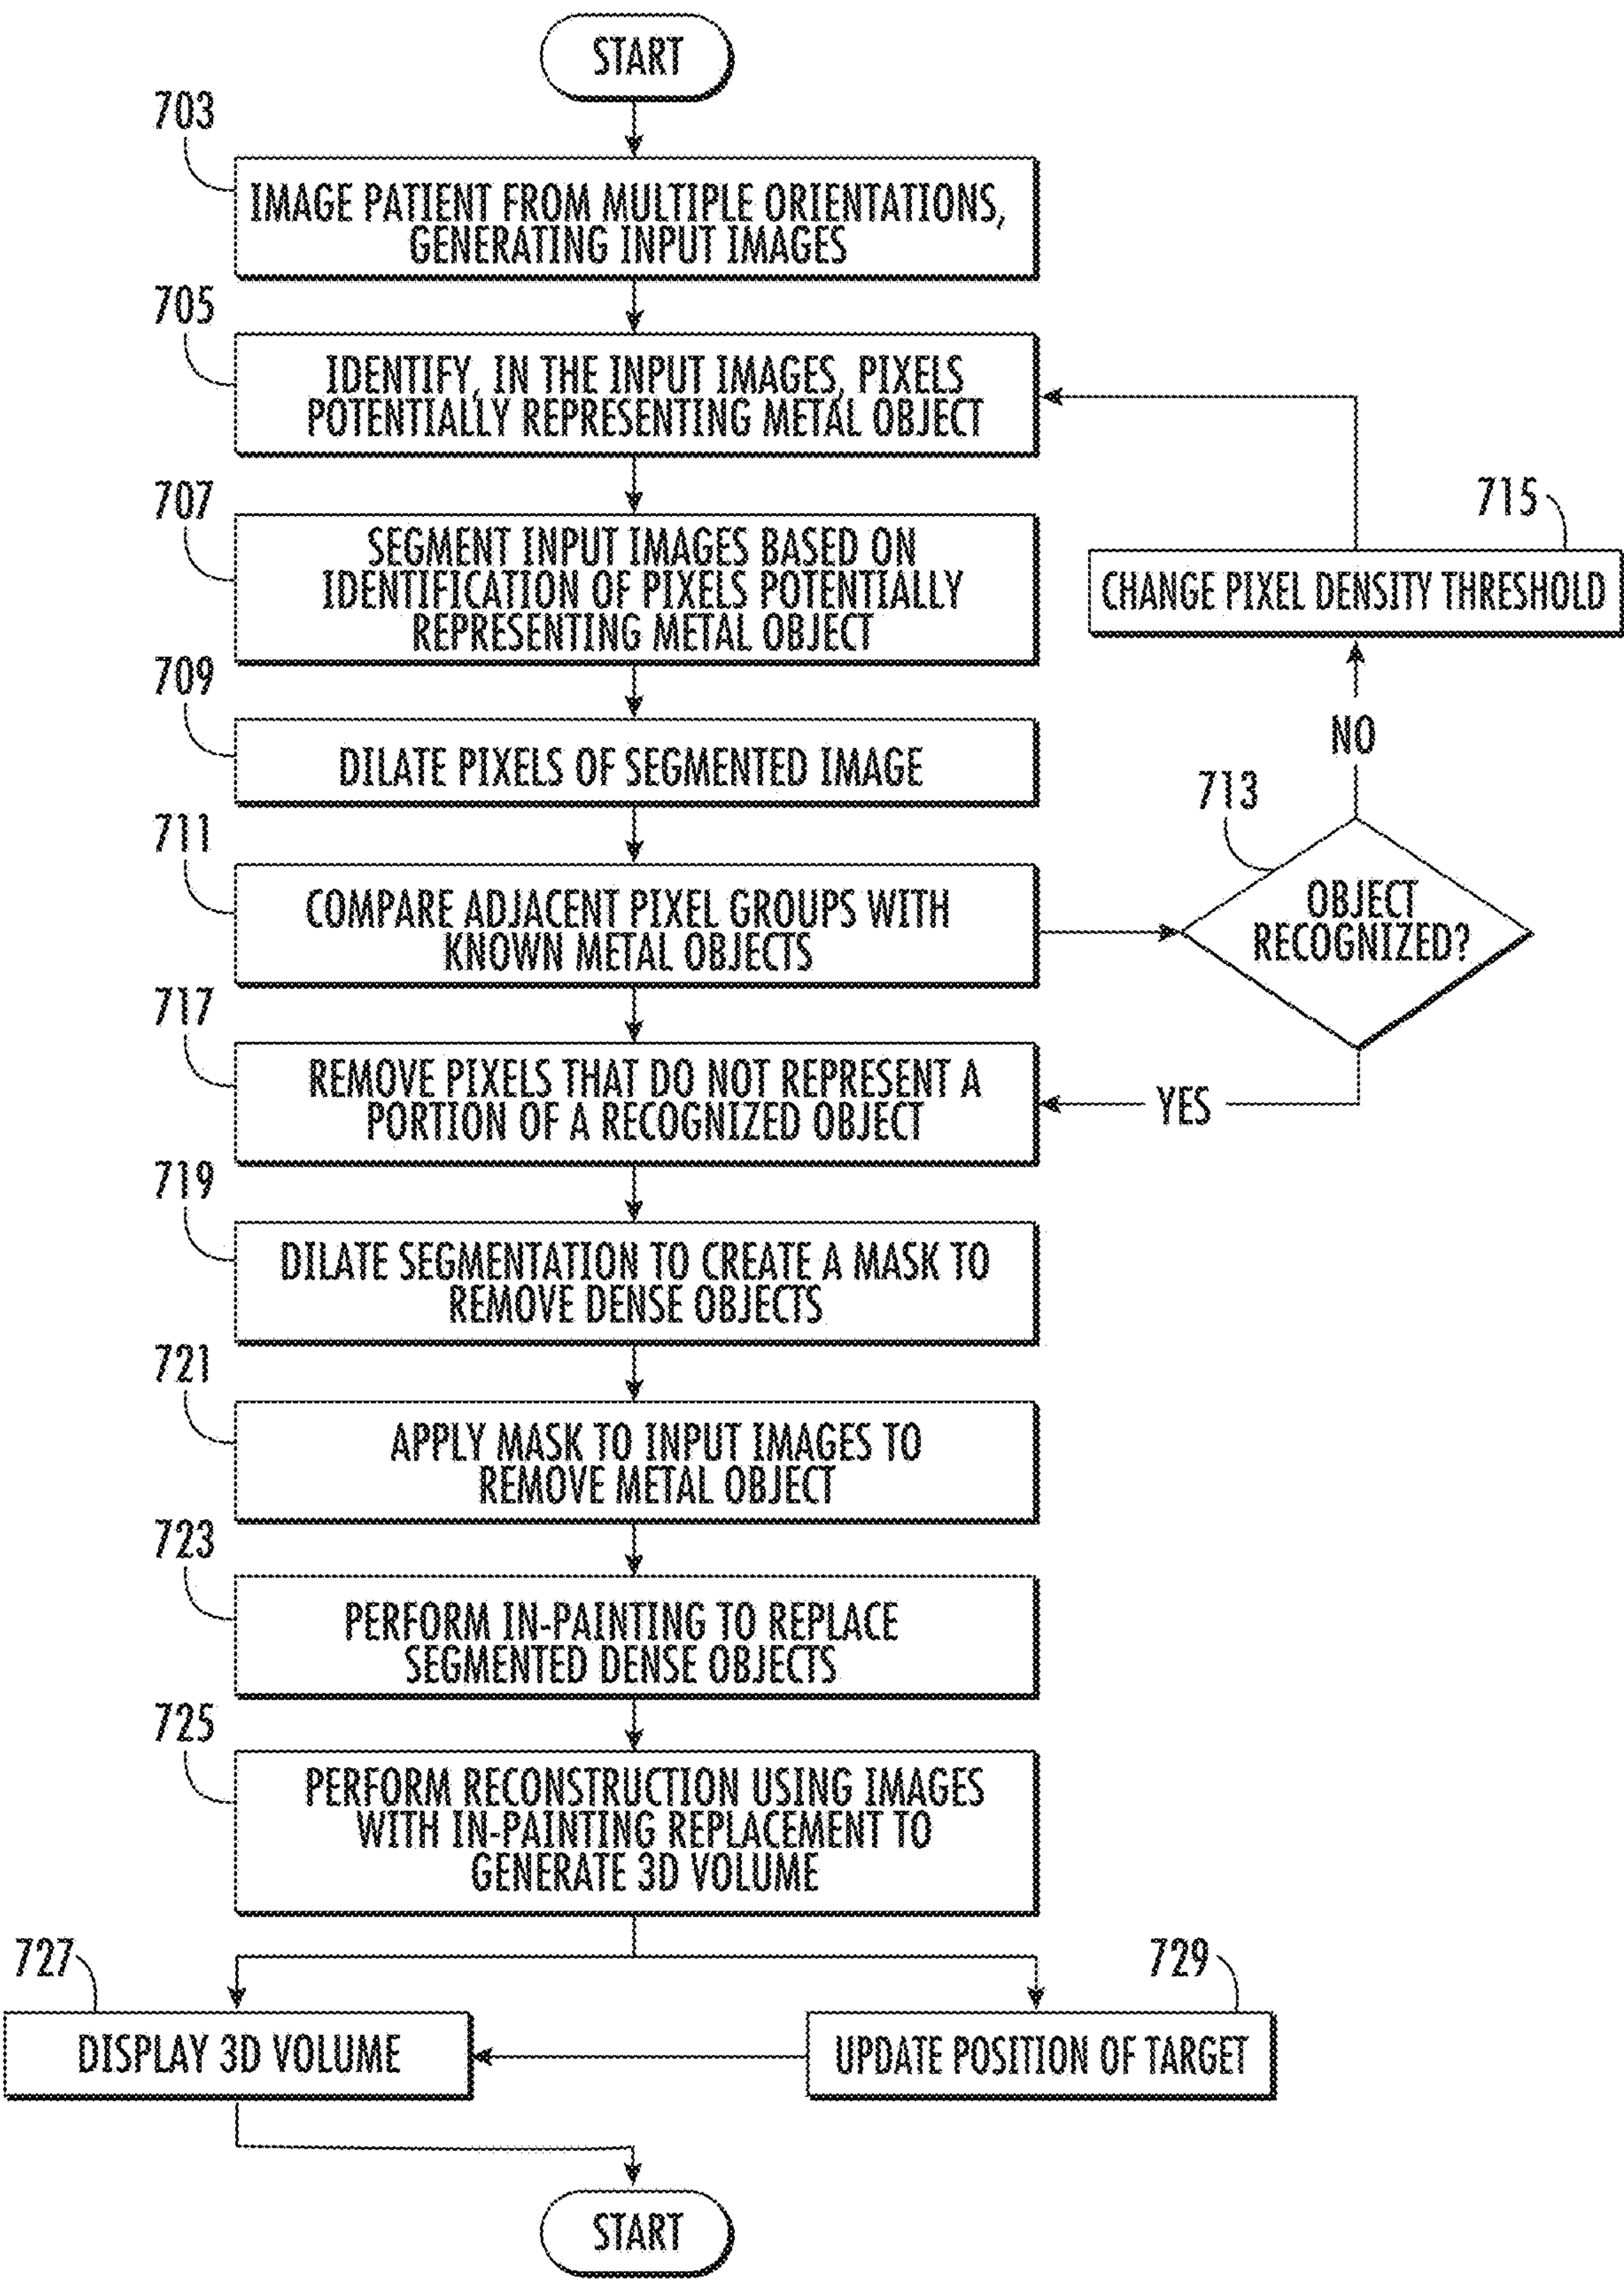 START
703
IMAGE PATIENT FROM MULTIPLE ORIENTATIONS,
GENERATING INPUT IMAGES
705
IDENTIFY, IN THE INPUT IMAGES, PIXELS
POTENTIALLY REPRESENTING METAL OBJECT
707
SEGMENT INPUT IMAGES BASED ON
IDENTIFICATION OF PIXELS POTENTIALLY
REPRESENTING METAL OBJECT
715
CHANGE PIXEL DENSITY THRESHOLD
709
DILATE PIXELS OF SEGMENTED IMAGE
NO
711
COMPARE ADJACENT PIXEL GROUPS WITH
KNOWN METAL OBJECTS
713
OBJECT
RECOGNIZED?
YES
717
REMOVE PIXELS THAT DO NOT REPRESENT A
PORTION OF A RECOGNIZED OBJECT
719
DILATE SEGMENTATION TO CREATE A MASK TO
REMOVE DENSE OBJECTS
721
APPLY MASK TO INPUT IMAGES TO
REMOVE METAL OBJECT
723
PERFORM IN-PAINTING TO REPLACE
SEGMENTED DENSE OBJECTS
725
PERFORM RECONSTRUCTION USING IMAGES
WITH IN-PAINTING REPLACEMENT TO
GENERATE 3D VOLUME
727
DISPLAY 3D VOLUME
729
UPDATE POSITION OF TARGET
START